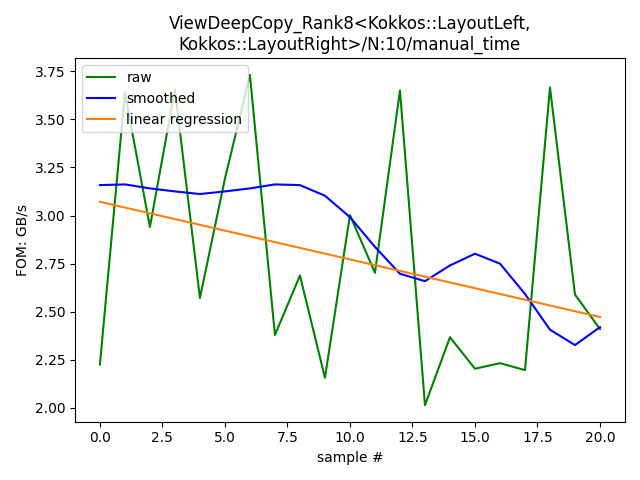 ViewDeepCopy_Rank8<Kokkos::LayoutLeft,
Kokkos::LayoutRight>/N:10/manual_time
raw
smoothed
linear regression
FOM: GB/s
3.75
3.50
3.25
3.00
2.75
2.50
2.25
2.00
0.0 2.5 5.0 7.5 10.0 12.5 15.0 17.5 20.0
sample #